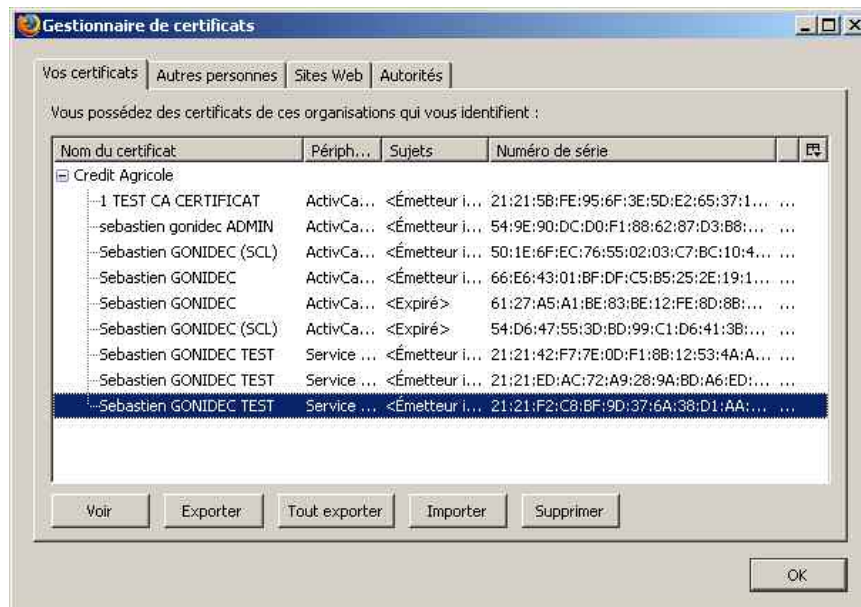 Gestionnaire de certificats
Vos certificats Autres personnes Sites Web Autorités
Vous possédez des certificats de ces organisations qui vous identifient :
Nom du certificat Périph... Sujets Numéro de série
Credit Agricole
1 TEST CA CERTIFICAT ActivCa... <Émetteur i... 21:21:5B:FE:95:6F:3E:5D:E2:65:37:1... ...
sebastien gonidec ADMIN ActivCa... <Émetteur i... 54:9E:90:DC:D0:F1:88:62:87:D3:B8:... ...
Sebastien GONIDEC (SCL) ActivCa... <Émetteur i... 50:1E:6F:EC:76:55:02:03:C7:BC:10:4... ...
Sebastien GONIDEC ActivCa... <Émetteur i... 66:E6:43:01:BF:DF:C5:B5:25:2E:19:1... ...
Sebastien GONIDEC ActivCa... <Expiré> 61:27:A5:A1:BE:83:BE:12:FE:8D:8B:... ...
Sebastien GONIDEC (SCL) ActivCa... <Expiré> 54:D6:47:55:3D:BD:99:C1:D6:41:3B:... ...
Sebastien GONIDEC TEST Service ... <Émetteur i... 21:21:42:F7:7E:0D:F1:8B:12:53:4A:A... ...
Sebastien GONIDEC TEST Service ... <Émetteur i... 21:21:ED:AC:72:A9:28:9A:BD:A6:ED:... ...
Sebastien GONIDEC TEST Service ... <Émetteur i... 21:21:F2:C8:BF:9D:37:6A:38:D1:AA:... ...
Voir Exporter Tout exporter Importer Supprimer
OK